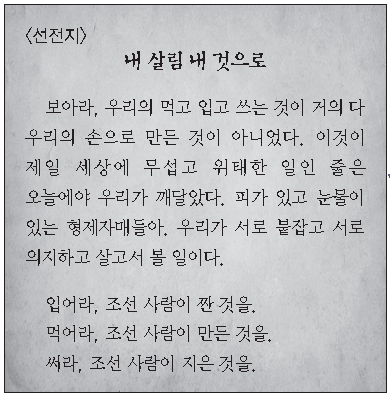 〈선전지〉
내 살림 내 것으로
보아라, 우리의 먹고 입고 쓰는 것이 거의 다
우리의 손으로 만든 것이 아니었다. 이것이
제일 세상에 무섭고 위태한 일인 줄은
오늘에야 우리가 깨달았다. 피가 있고 눈물이
있는 형제자매들아. 우리가 서로 붙잡고 서로
의지하고 살고서 볼 일이다.
입어라, 조선 사람이 짠 것을.
먹어라, 조선 사람이 만든 것을.
써라, 조선 사람이 지은 것을.